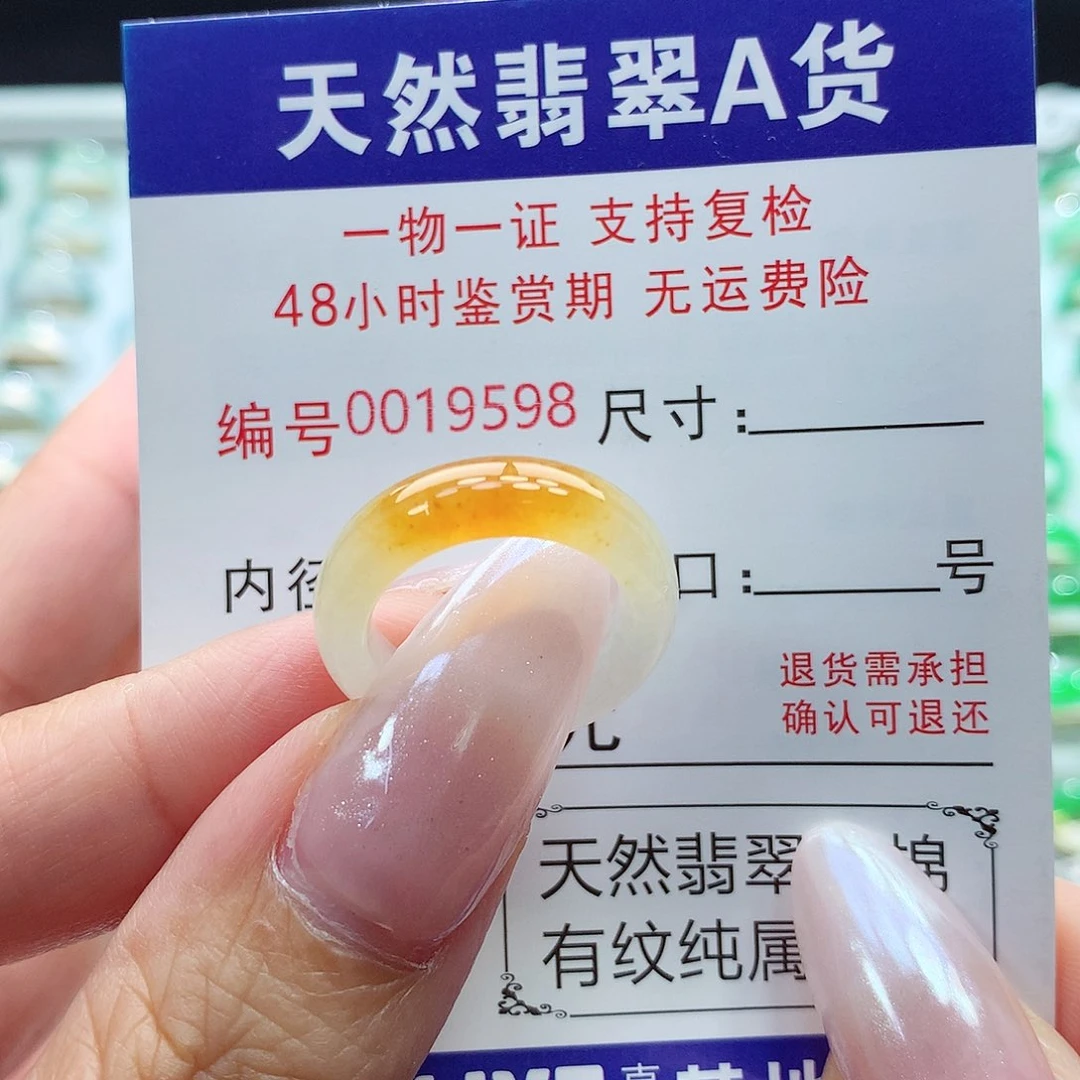 天然翡翠A货
一物一证 支持复检
48小时鉴赏期 无运费险
编号0019598 尺寸:
内径 口: 号
退货需承担
确认可退还
元
天然翡翠 棉
有纹纯属